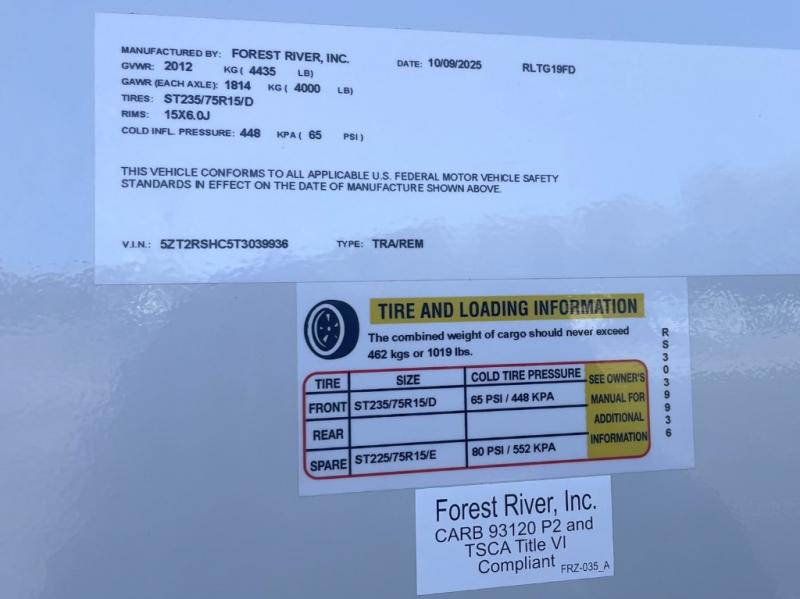 MANUFACTURED BY: FOREST RIVER, INC. DATE: 10/09/2025 RLTG19FD
GVWR: 2012 KG ( 4435 LB)
GAWR (EACH AXLE): 1814 KG ( 4000 LB)
TIRES: ST235/75R15/D
RIMS: 15X6.0J
COLD INFL. PRESSURE: 448 KPA ( 65 PSI )
THIS VEHICLE CONFORMS TO ALL APPLICABLE U.S. FEDERAL MOTOR VEHICLE SAFETY
STANDARDS IN EFFECT ON THE DATE OF MANUFACTURE SHOWN ABOVE.
V.I.N.: 5ZT2RSHC5T3039936 TYPE: TRA/REM
TIRE AND LOADING INFORMATION
The combined weight of cargo should never exceed
462 kgs or 1019 lbs.
TIRE SIZE COLD TIRE PRESSURE SEE OWNER'S
FRONT ST235/75R15/D 65 PSI / 448 KPA MANUAL FOR
REAR ADDITIONAL
SPARE ST225/75R15/E 80 PSI / 552 KPA INFORMATION
RS3039936
Forest River, Inc.
CARB 93120 P2 and
TSCA Title VI
Compliant FRZ-035_A